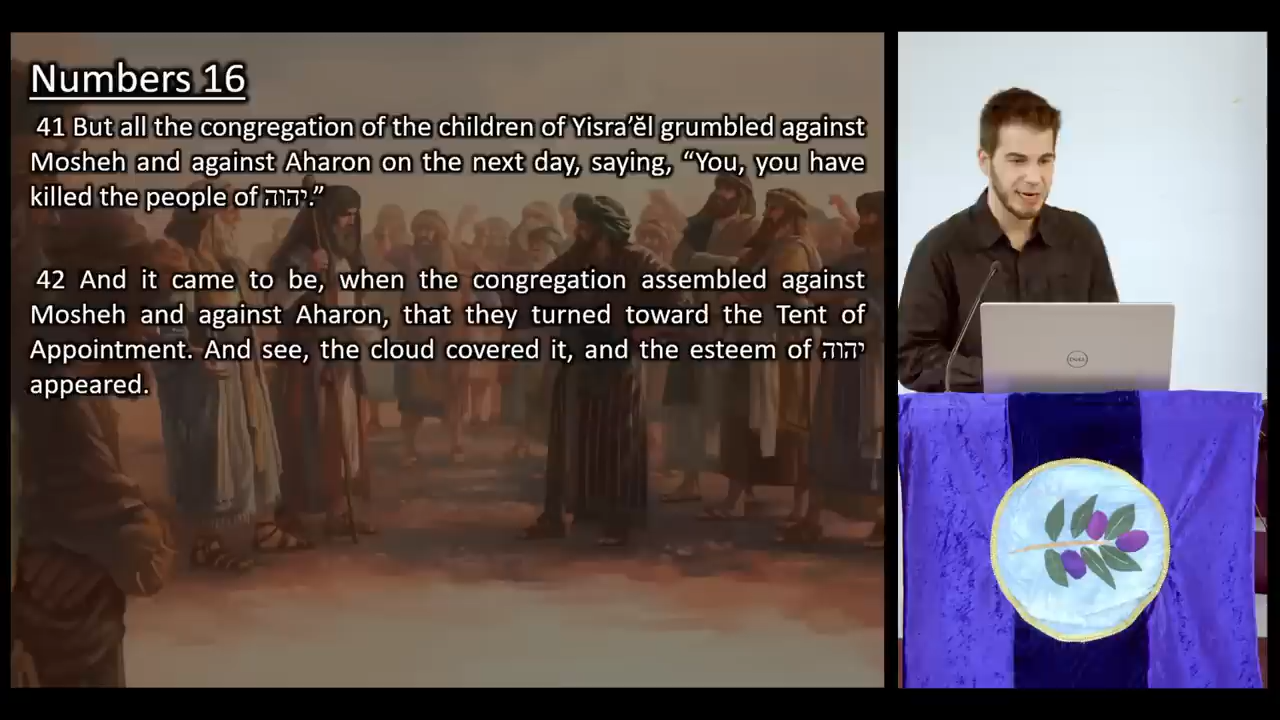 Numbers 16
41 But all the congregation of the children of Yisra’ĕl grumbled against
Mosheh and against Aharon on the next day, saying, “You, you have
killed the people of יהוה.”
42 And it came to be, when the congregation assembled against
Mosheh and against Aharon, that they turned toward the Tent of
Appointment. And see, the cloud covered it, and the esteem of יהוה
appeared.
DELL